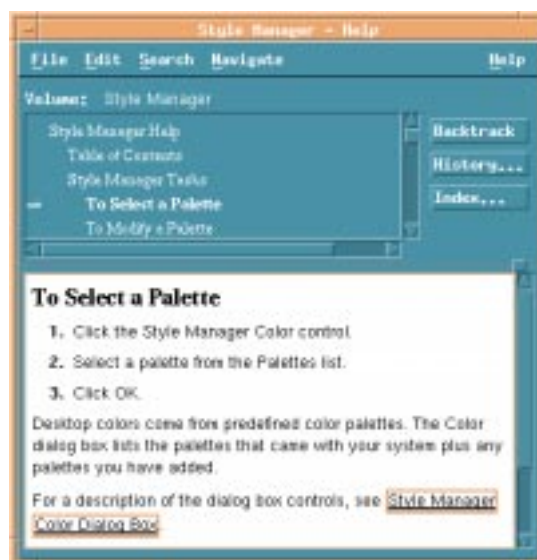 Style Manager - Help
File Edit Search Navigate Help
Volume: Style Manager
Style Manager Help
Table of Contents
Style Manager Tasks
To Select a Palette
To Modify a Palette
Backtrack
History...
Index...
To Select a Palette
1. Click the Style Manager Color control.
2. Select a palette from the Palettes list.
3. Click OK.
Desktop colors come from predefined color palettes. The Color
dialog box lists the palettes that came with your system plus any
palettes you have added.
For a description of the dialog box controls, see Style Manager
Color Dialog Box